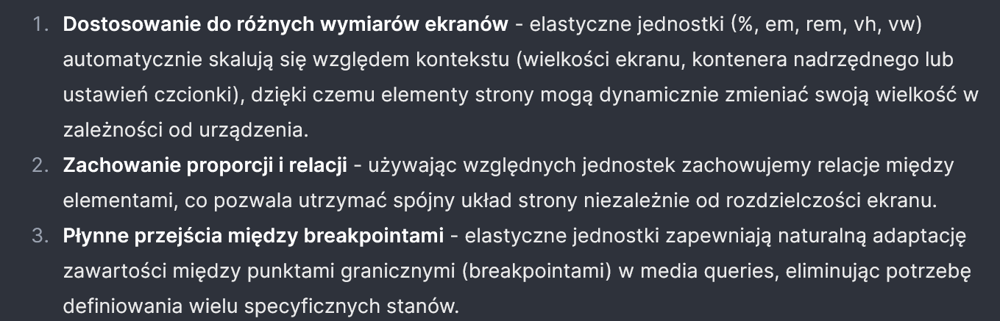 1. Dostosowanie do różnych wymiarów ekranów - elastyczne jednostki (%, em, rem, vh, vw)
automatycznie skalują się względem kontekstu (wielkości ekranu, kontenera nadrzędnego lub
ustawień czcionki), dzięki czemu elementy strony mogą dynamicznie zmieniać swoją wielkość w
zależności od urządzenia.
2. Zachowanie proporcji i relacji - używając względnych jednostek zachowujemy relacje między
elementami, co pozwala utrzymać spójny układ strony niezależnie od rozdzielczości ekranu.
3. Płynne przejścia między breakpointami - elastyczne jednostki zapewniają naturalną adaptację
zawartości między punktami granicznymi (breakpointami) w media queries, eliminując potrzebę
definiowania wielu specyficznych stanów.